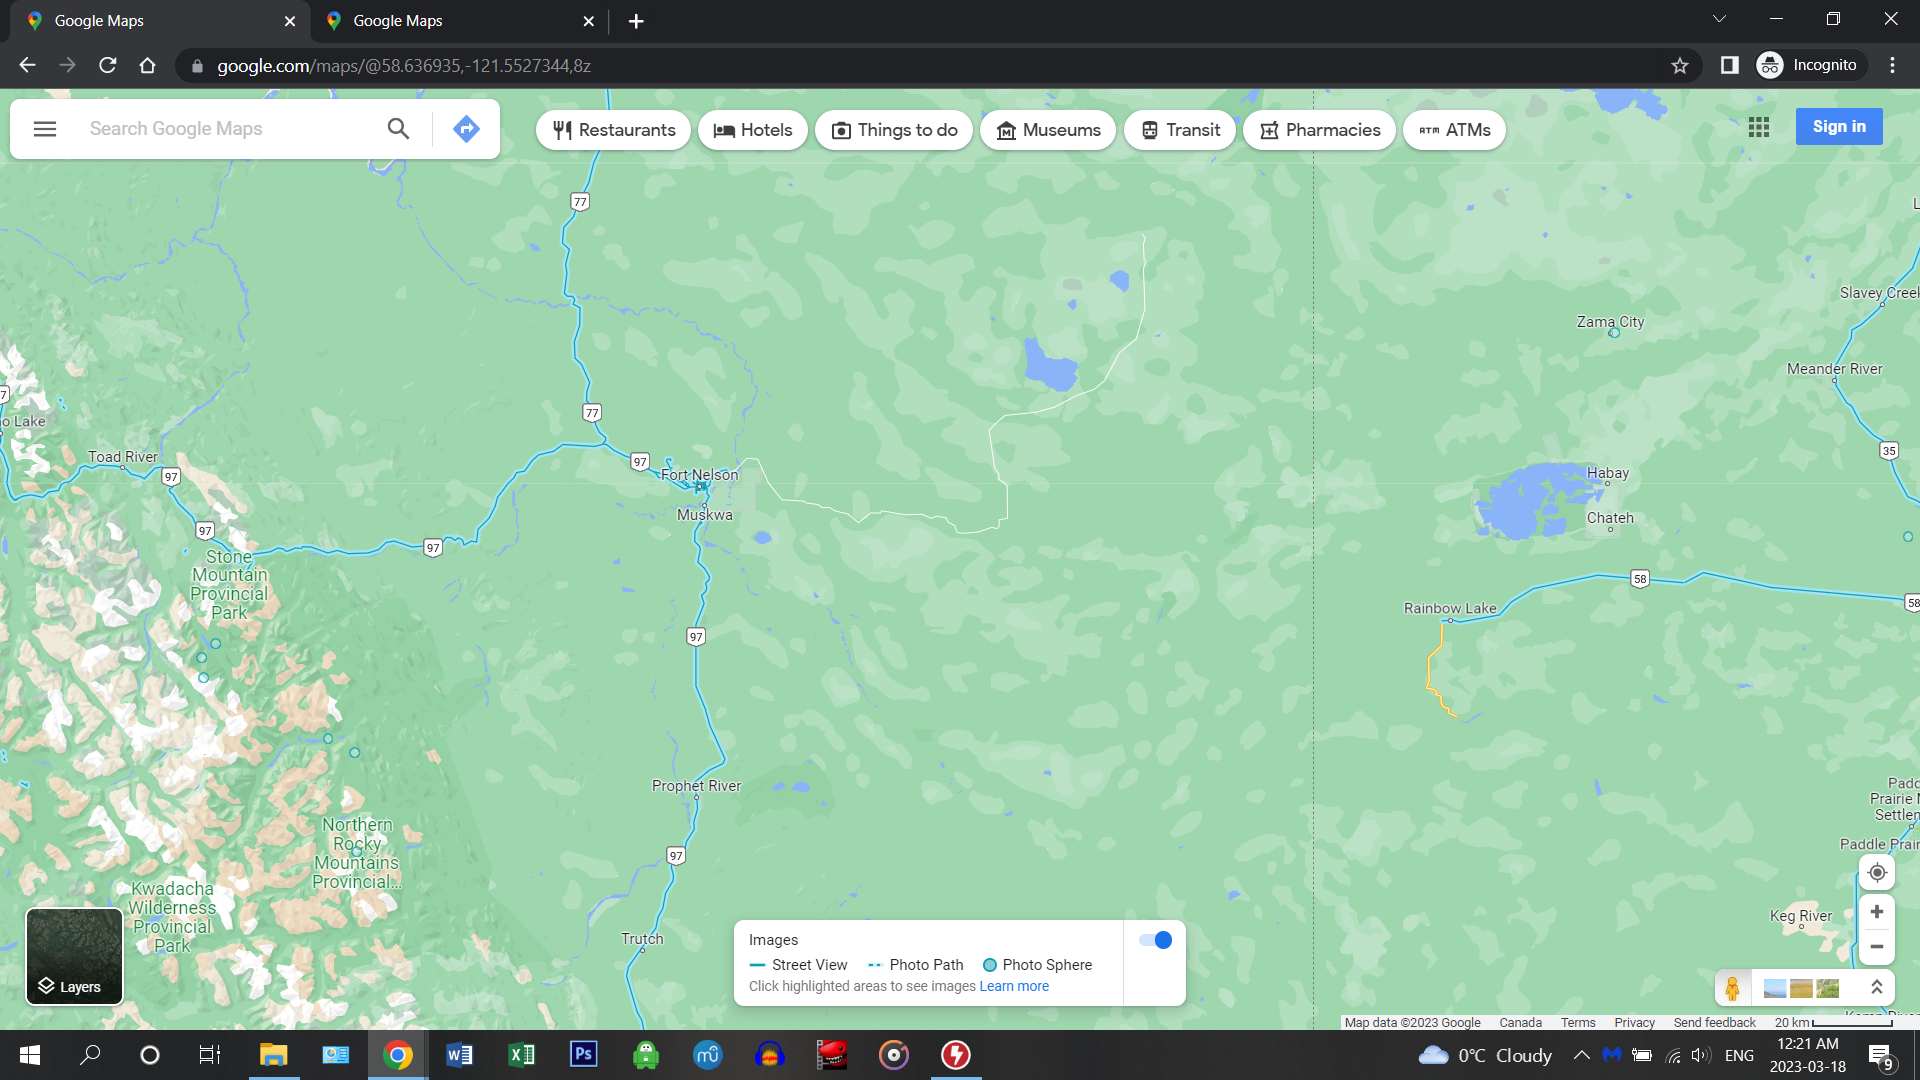 Google Maps
Google Maps
google.com/maps/@58.636935,-121.5527344,8z
Incognito
Search Google Maps
Restaurants
Hotels
Things to do
Museums
Transit
Pharmacies
ATM ATMs
Sign in
77
Slavey Creek
Zama City
Meander River
77
7
o Lake
Toad River
97
97
Fort Nelson
Muskwa
35
Habay
Chateh
97
97
Stone
Mountain
Provincial
Park
58
58
Rainbow Lake
97
Prophet River
Northern
Rocky
Mountains
Provincial...
97
Padd
Prairie M
Settlem
Paddle Prair
Kwadacha
Wilderness
Provincial
Park
Keg River
Trutch
Layers
Images
Street View
Photo Path
Photo Sphere
Click highlighted areas to see images Learn more
Map data ©2023 Google Canada Terms Privacy Send feedback 20 km
W
X
Ps
0°C Cloudy
ENG
12:21 AM
2023-03-18
9